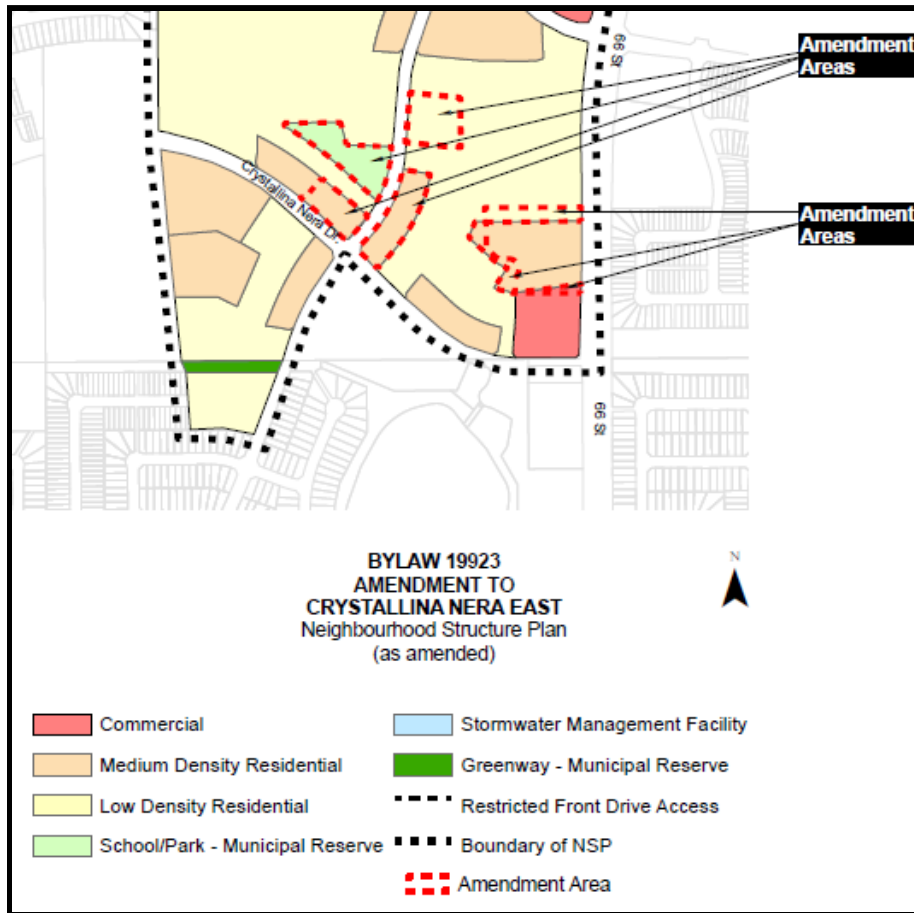 66 St
Amendment
Areas
Crystallina Nera Dr.
Amendment
Areas
66 St
BYLAW 19923
AMENDMENT TO
CRYSTALLINA NERA EAST
Neighbourhood Structure Plan
(as amended)
N
Commercial
Stormwater Management Facility
Medium Density Residential
Greenway - Municipal Reserve
Low Density Residential
Restricted Front Drive Access
School/Park - Municipal Reserve
Boundary of NSP
Amendment Area